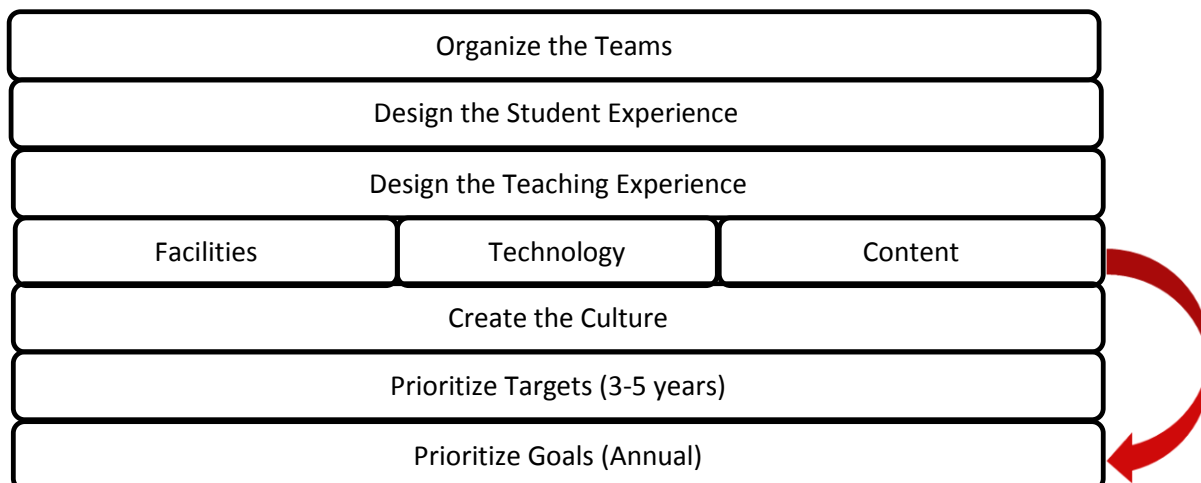 Organize the Teams
Design the Student Experience
Design the Teaching Experience
Facilities Technology Content
Create the Culture
Prioritize Targets (3-5 years)
Prioritize Goals (Annual)